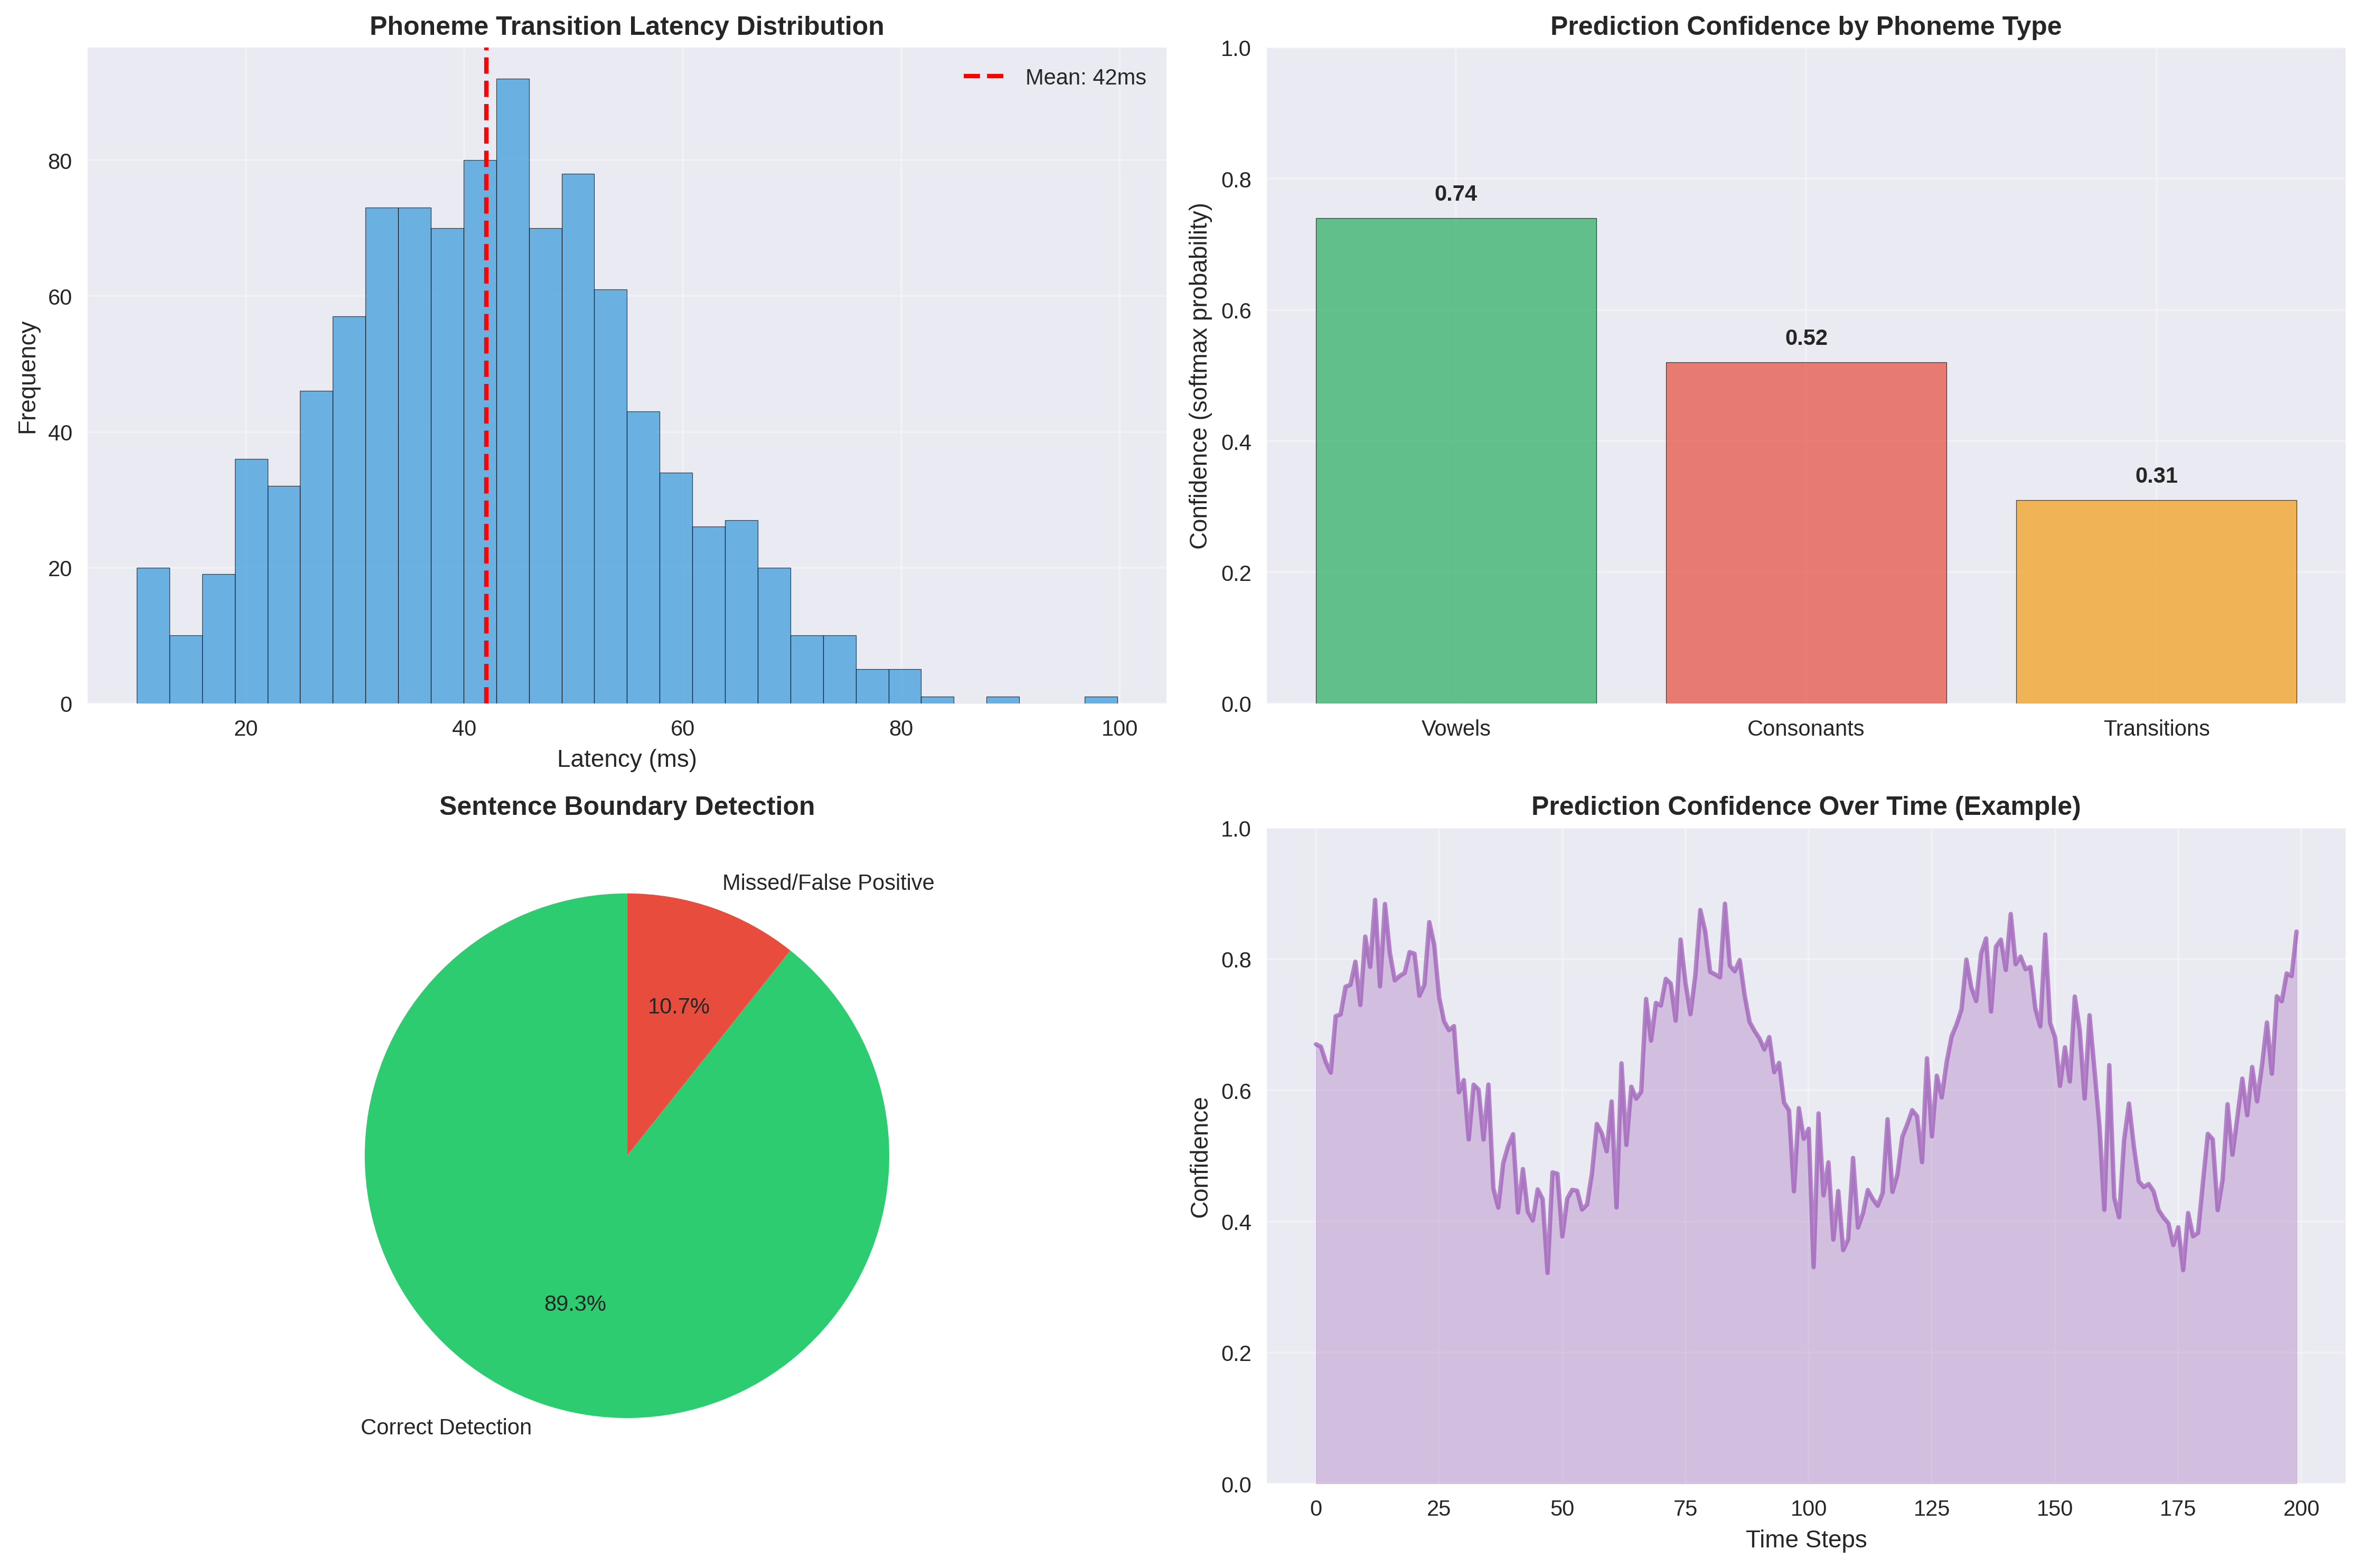 Phoneme Transition Latency Distribution
Mean: 42ms
Frequency
80
60
40
20
0
20 40 60 80 100
Latency (ms)
Prediction Confidence by Phoneme Type
Confidence (softmax probability)
1.0
0.8
0.6
0.4
0.2
0.0
0.74
0.52
0.31
Vowels Consonants Transitions
Sentence Boundary Detection
Missed/False Positive
10.7%
89.3%
Correct Detection
Prediction Confidence Over Time (Example)
Confidence
1.0
0.8
0.6
0.4
0.2
0.0
0 25 50 75 100 125 150 175 200
Time Steps